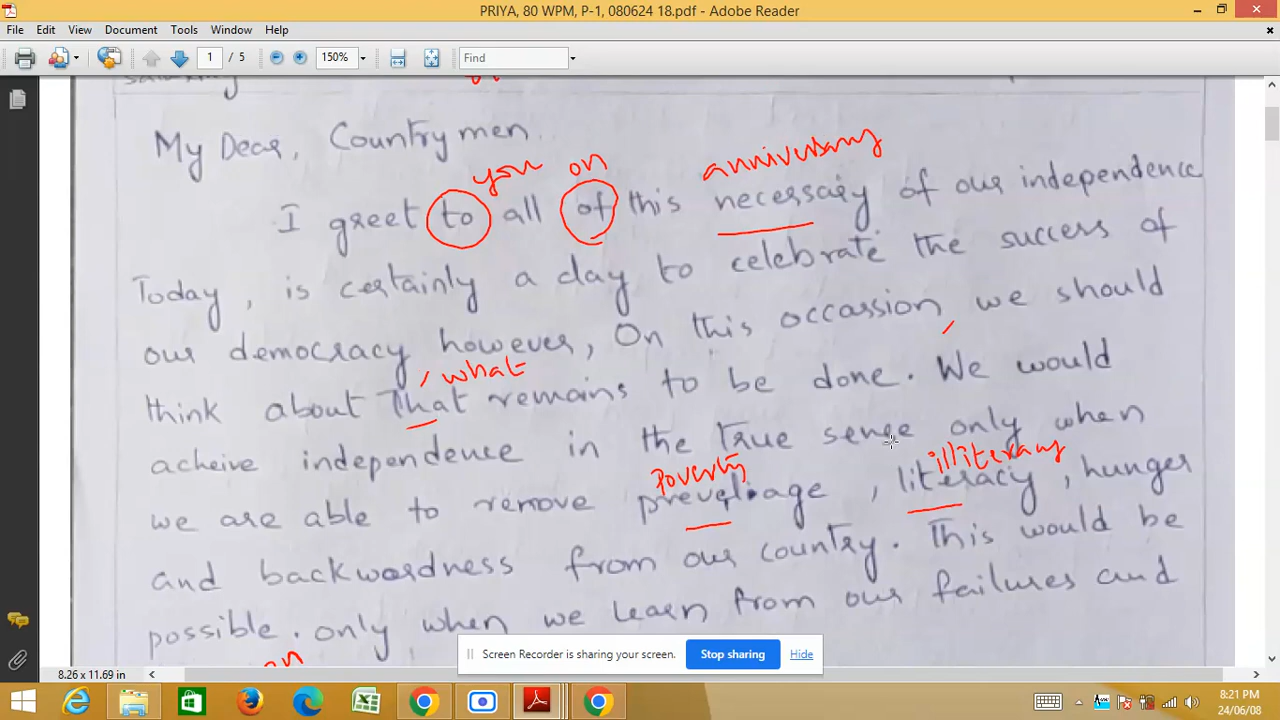 PRIYA, 80 WPM, P-1, 080624 18.pdf - Adobe Reader
File Edit View Document Tools Window Help
1 / 5 150% Find
My Dear, Countrymen.
you on anniversary
I greet to all of this necessary of our independence
Today, is certainly a day to celebrate the success of
our democracy however, On this occassion, we should
what
think about That remains to be done. We would
acheive independence in the true sense only when
poverty illiteracy
we are able to remove prevelage, literacy, hunger
and backwordness from our country. This would be
possible. only when we learn from our failures and
on
Screen Recorder is sharing your screen. Stop sharing Hide
8.26 x 11.69 in
8:21 PM
24/06/08